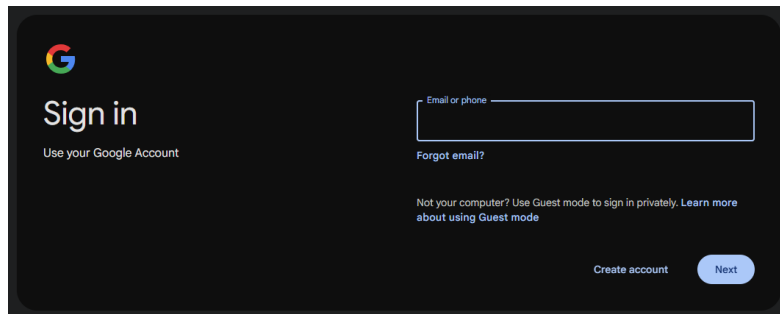 Sign in
Use your Google Account
Email or phone
Forgot email?
Not your computer? Use Guest mode to sign in privately. Learn more
about using Guest mode
Create account
Next